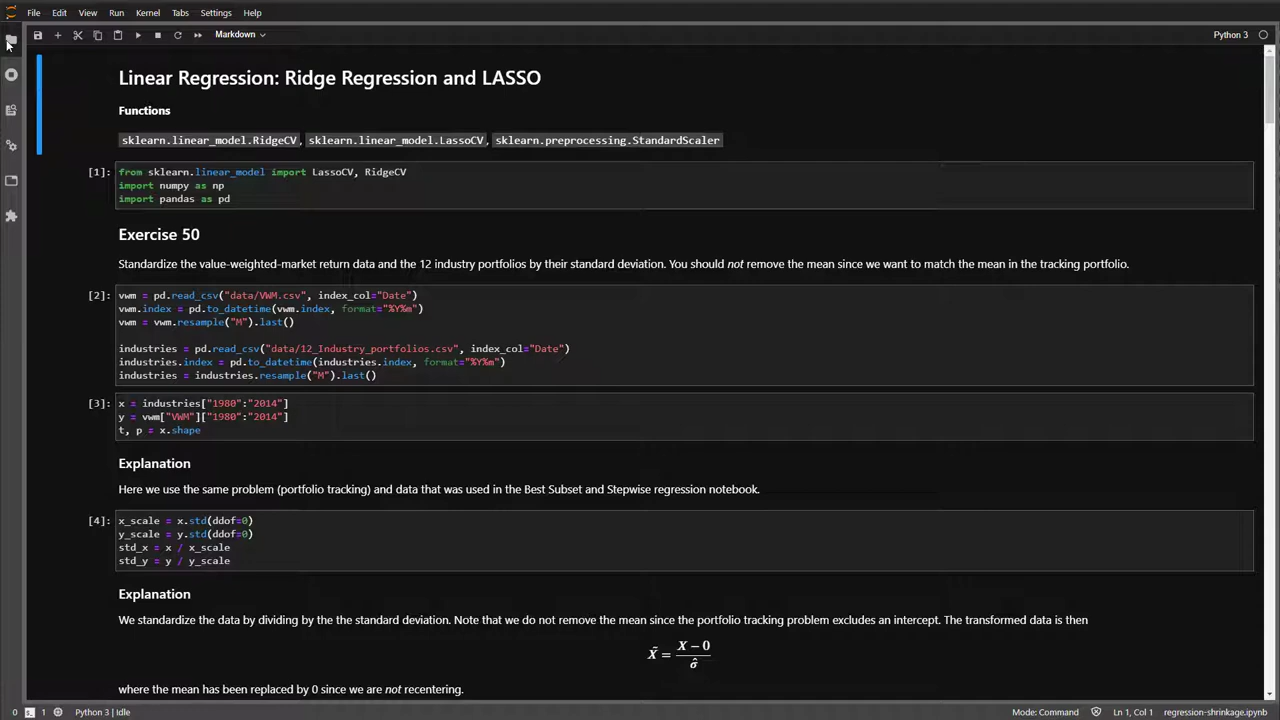 File Edit View Run Kernel Tabs Settings Help
Markdown Python 3
Linear Regression: Ridge Regression and LASSO
Functions
sklearn.linear_model.RidgeCV, sklearn.linear_model.LassoCV, sklearn.preprocessing.StandardScaler
[1]: from sklearn.linear_model import LassoCV, RidgeCV
import numpy as np
import pandas as pd
Exercise 50
Standardize the value-weighted-market return data and the 12 industry portfolios by their standard deviation. You should not remove the mean since we want to match the mean in the tracking portfolio.
[2]: vwm = pd.read_csv("data/VWM.csv", index_col="Date")
vwm.index = pd.to_datetime(vwm.index, format="%Y%m")
vwm = vwm.resample("M").last()
industries = pd.read_csv("data/12_Industry_portfolios.csv", index_col="Date")
industries.index = pd.to_datetime(industries.index, format="%Y%m")
industries = industries.resample("M").last()
[3]: x = industries["1980":"2014"]
y = vwm["VWM"]["1980":"2014"]
t, p = x.shape
Explanation
Here we use the same problem (portfolio tracking) and data that was used in the Best Subset and Stepwise regression notebook.
[4]: x_scale = x.std(ddof=0)
y_scale = y.std(ddof=0)
std_x = x / x_scale
std_y = y / y_scale
Explanation
We standardize the data by dividing by the the standard deviation. Note that we do not remove the mean since the portfolio tracking problem excludes an intercept. The transformed data is then
X̃ = (X − 0) / σ̂
where the mean has been replaced by 0 since we are not recentering.
0 1 Python 3 | Idle Mode: Command Ln 1, Col 1 regression-shrinkage.ipynb